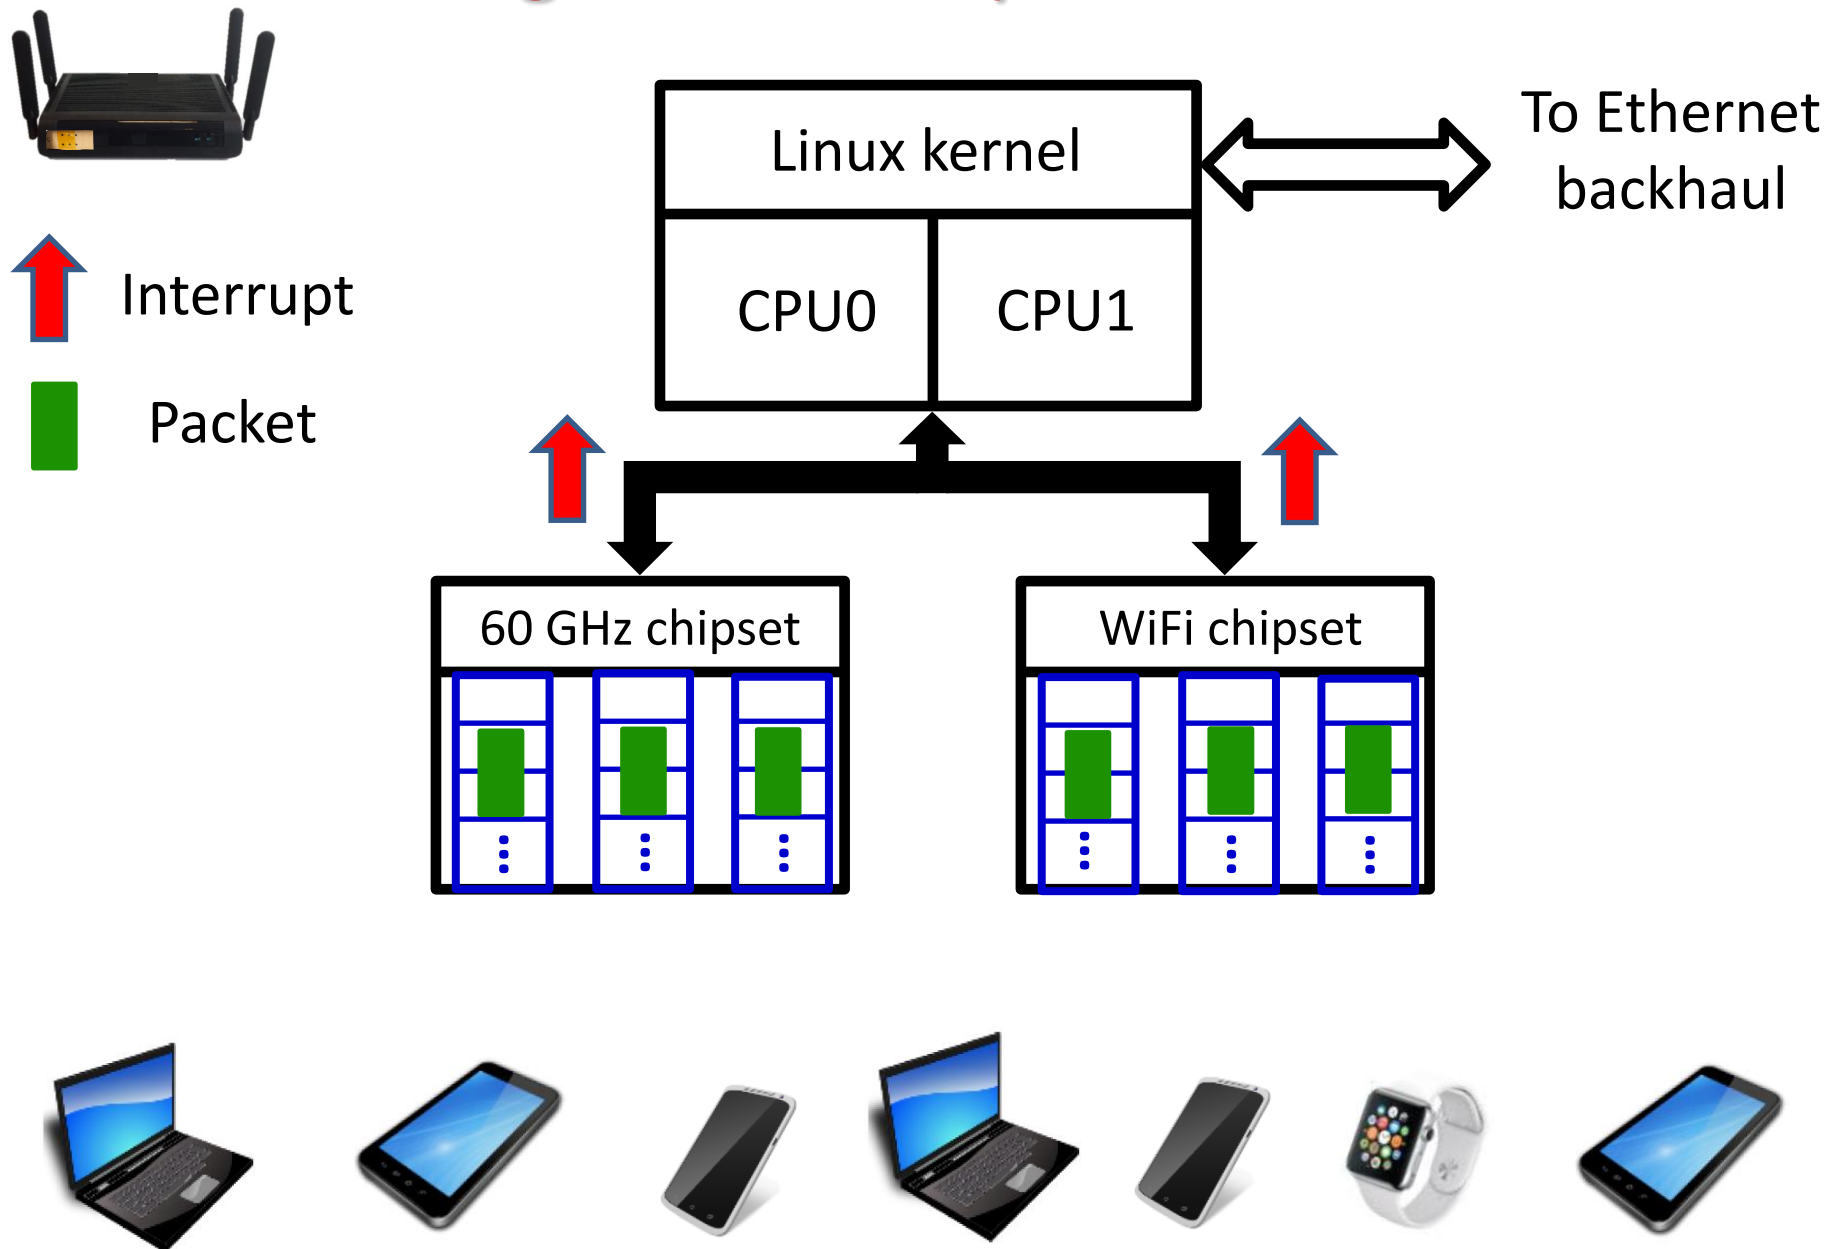 Linux kernel
To Ethernet
backhaul
Interrupt
CPU0
CPU1
Packet
60 GHz chipset
WiFi chipset